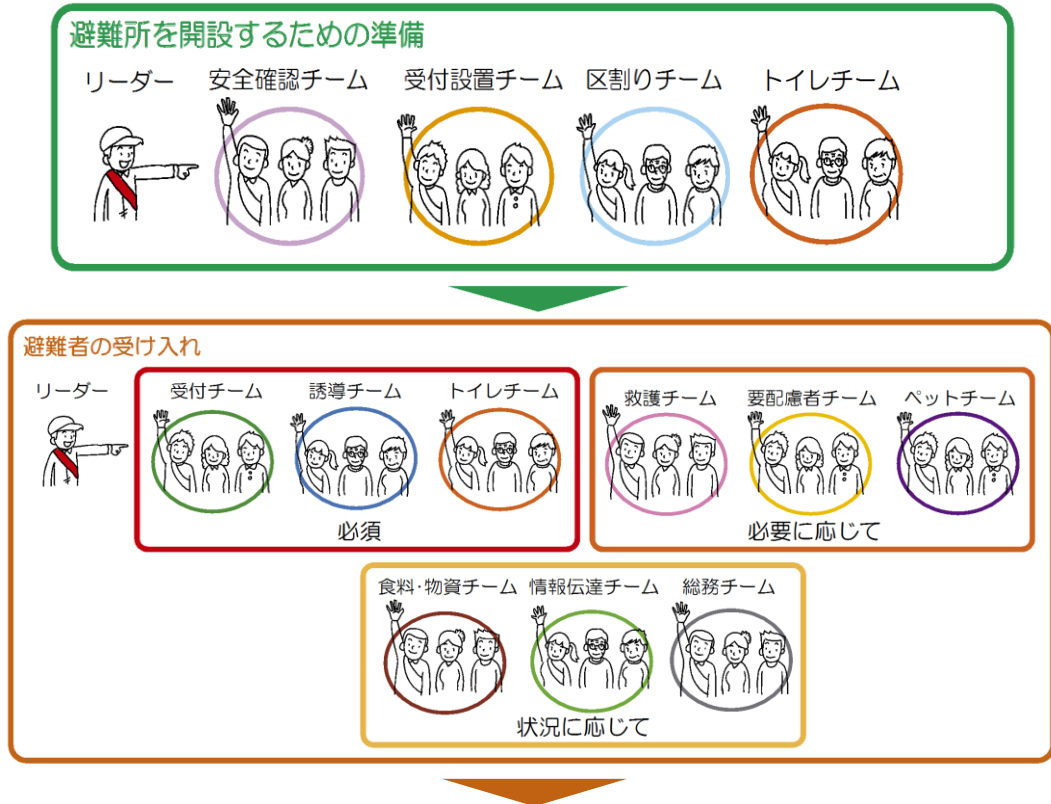 避難所を開設するための準備
リーダー
安全確認チーム
受付設置チーム
区割りチーム
トイレチーム
避難者の受け入れ
リーダー
受付チーム
誘導チーム
トイレチーム
必須
救護チーム
要配慮者チーム
ペットチーム
必要に応じて
食料・物資チーム
情報伝達チーム
総務チーム
状況に応じて